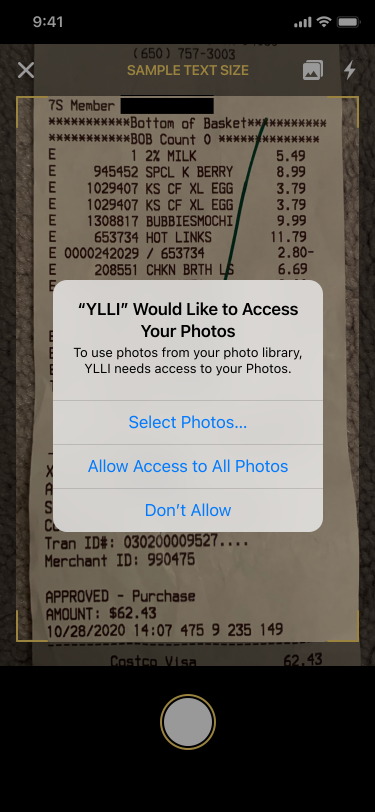 9:41
(650) 757-3003
SAMPLE TEXT SIZE
7S Member
***********Bottom of Basket***********
***********BOB Count 0 ***************
E 1 2% MILK 5.49
E 945452 SPCL K BERRY 8.99
E 1029407 KS CF XL EGG 3.79
E 1029407 KS CF XL EGG 3.79
E 1308817 BUBBIESMOCHI 9.99
E 653734 HOT LINKS 11.79
E 0000242029 / 653734 2.80-
E 208551 CHKN BRTH LS 6.69
E
“YLLI” Would Like to Access
Your Photos
To use photos from your photo library,
YLLI needs access to your Photos.
Select Photos...
Allow Access to All Photos
Don’t Allow
Tran ID#: 030200009527....
Merchant ID: 990475
APPROVED - Purchase
AMOUNT: $62.43
10/28/2020 14:07 475 9 235 149
Costco Visa 62.43